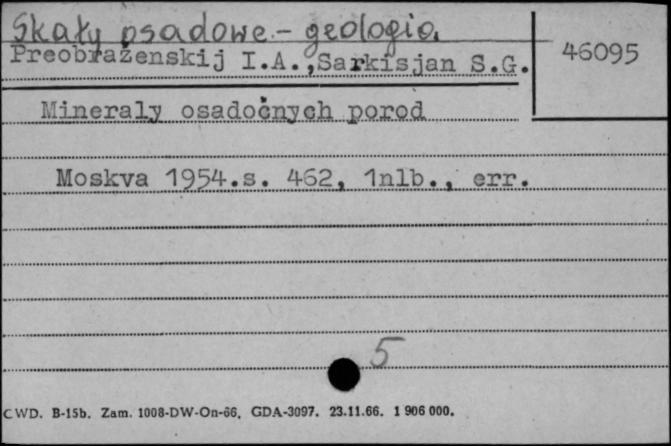 Skały osadowe - geologia.
46095
Preobraženskij I.A., Sarkisjan S.G.
Mineraly osadočnych porod
Moskva 1954.s. 462, 1nlb., err.
5
CWD. B-15b. Zam. 1008-DW-On-66. GDA-3097. 23.11.66. 1 906 000.